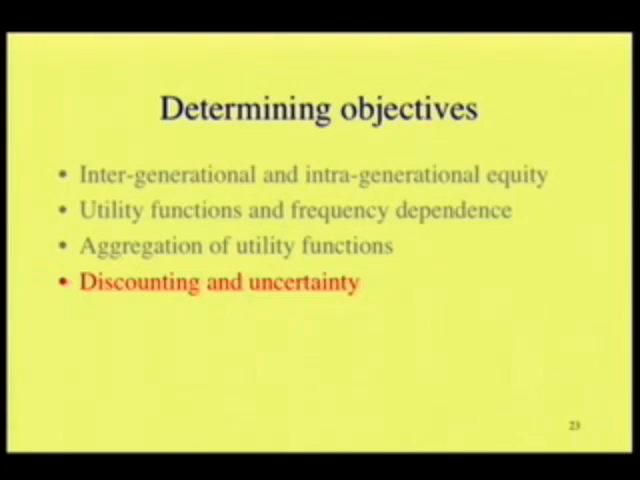 Determining objectives
• Inter-generational and intra-generational equity
• Utility functions and frequency dependence
• Aggregation of utility functions
• Discounting and uncertainty
23